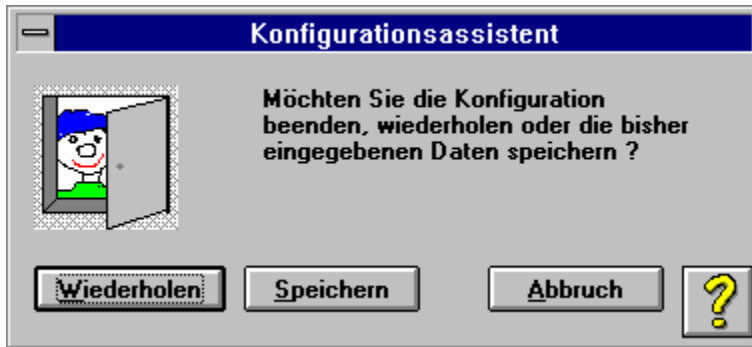 Konfigurationsassistent
Möchten Sie die Konfiguration
beenden, wiederholen oder die bisher
eingegebenen Daten speichern ?
Wiederholen Speichern Abbruch ?